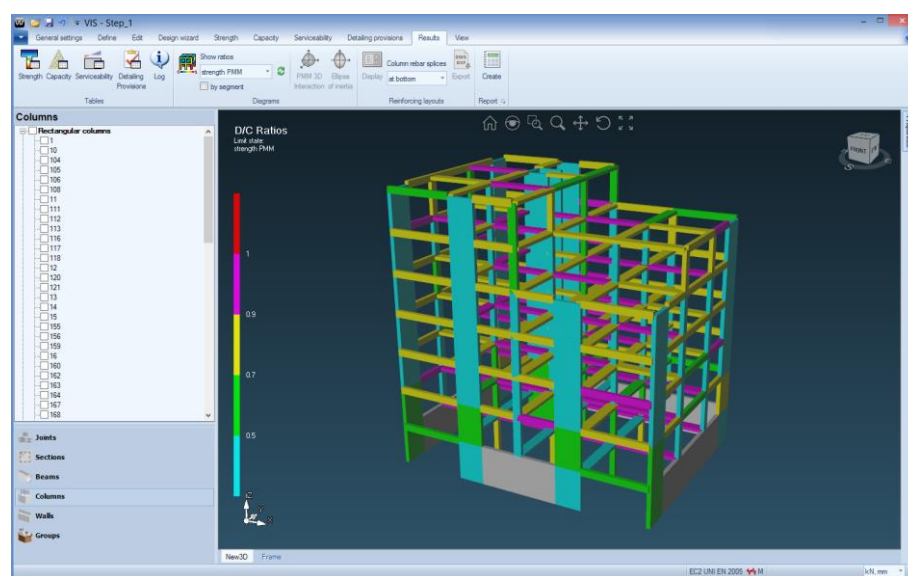 VIS - Step_1
General settings Define Edit Design wizard Strength Capacity Serviceability Detailing provisions Results View
Strength Capacity Serviceability Detailing Provisions Log
Tables
Show ratios
strength PMM
by segment
PMM 3D Interaction Ellipse of inertia
Diagrams
Display
Column rebar splices
at bottom
Export
Reinforcing layouts
Create
Report
Columns
Rectangular columns
1
10
104
105
106
108
11
111
112
113
116
117
118
12
120
121
13
14
15
155
156
159
16
160
162
163
164
167
168
Joints
Sections
Beams
Columns
Walls
Groups
D/C Ratios
Limit state:
strength PMM
1
0.9
0.7
0.5
FRONT
S
Z
Y
X
New3D Frame
EC2 UNI EN 2005 M
kN, mm